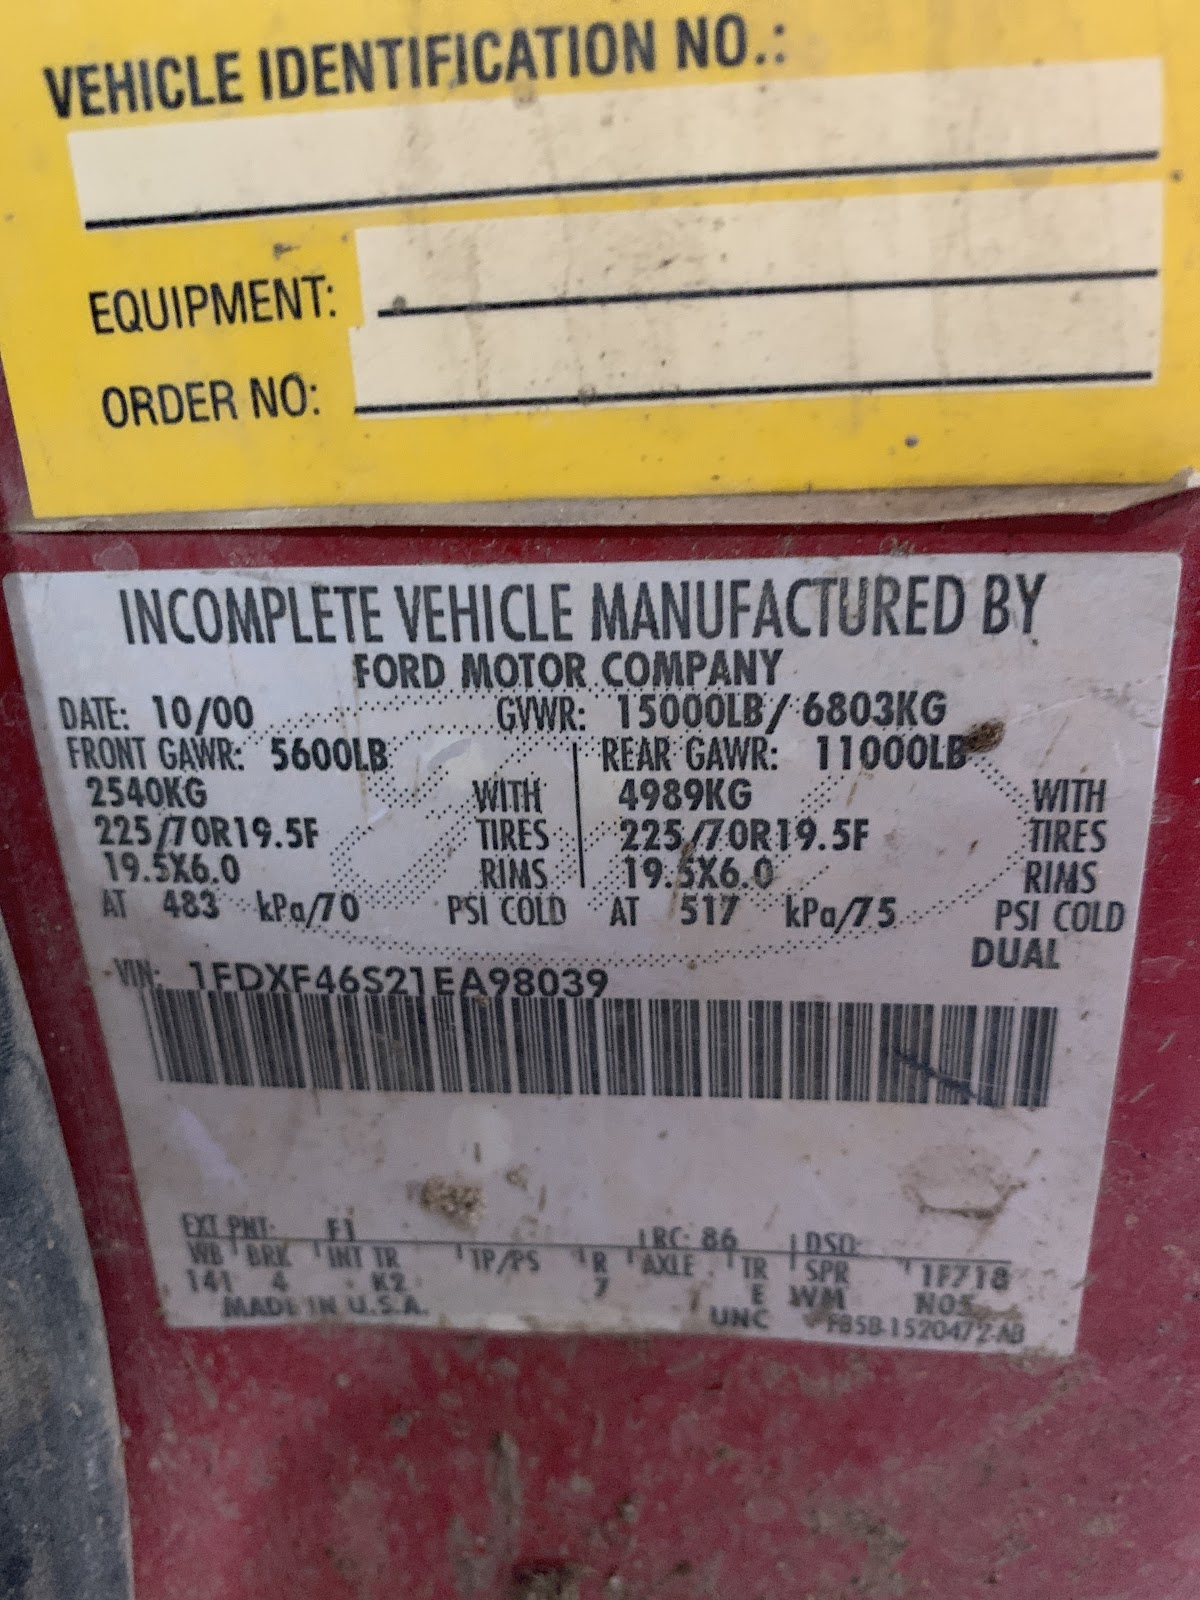 VEHICLE IDENTIFICATION NO.:
EQUIPMENT:
ORDER NO:
INCOMPLETE VEHICLE MANUFACTURED BY
FORD MOTOR COMPANY
DATE: 10/00 GVWR: 15000LB/ 6803KG
FRONT GAWR: 5600LB REAR GAWR: 11000LB
2540KG WITH 4989KG WITH
225/70R19.5F TIRES 225/70R19.5F TIRES
19.5X6.0 RIMS 19.5X6.0 RIMS
AT 483 kPa/70 PSI COLD AT 517 kPa/75 PSI COLD
DUAL
VIN: 1FDXF46S21EA98039
EXT PNT: F1 RC: 86 DSO:
WB BRK INT TR TP/PS R AXLE TR SPR 1F718
141 4 K2 7 E WM N05
MADE IN U.S.A. UNC F85B-1520472-AB